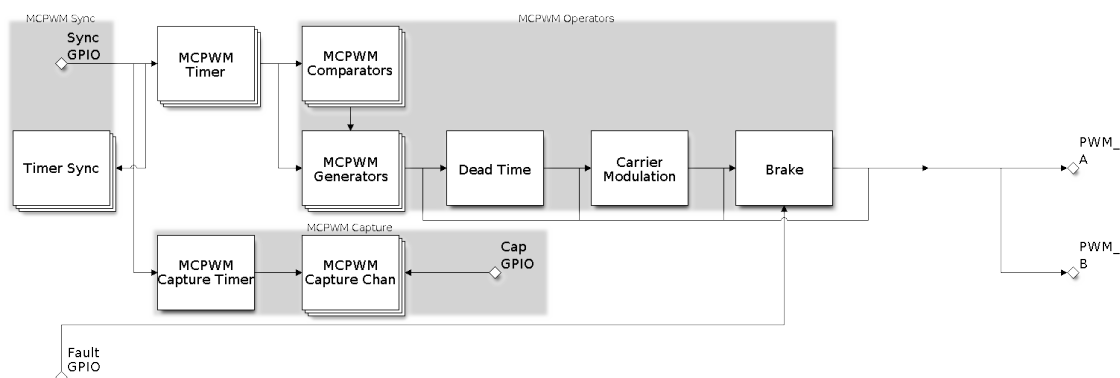 MCPWM Sync
MCPWM Operators
Sync
GPIO
MCPWM
Timer
MCPWM
Comparators
Timer Sync
MCPWM
Generators
Dead Time
Carrier
Modulation
Brake
PWM_
A
MCPWM Capture
MCPWM
Capture Timer
MCPWM
Capture Chan
Cap
GPIO
PWM_
B
Fault
GPIO